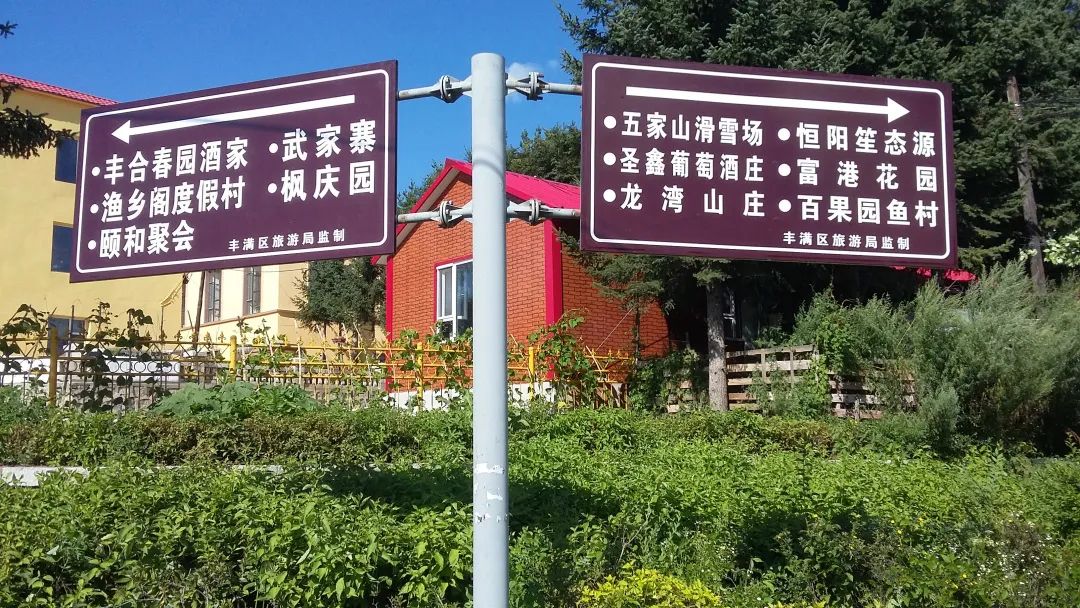 丰合春园酒家
渔乡阁度假村
颐和聚会
武家寨
枫庆园
丰满区旅游局监制
五家山滑雪场
圣鑫葡萄酒庄
龙湾山庄
恒阳笙态源
富港花园
百果园鱼村
丰满区旅游局监制